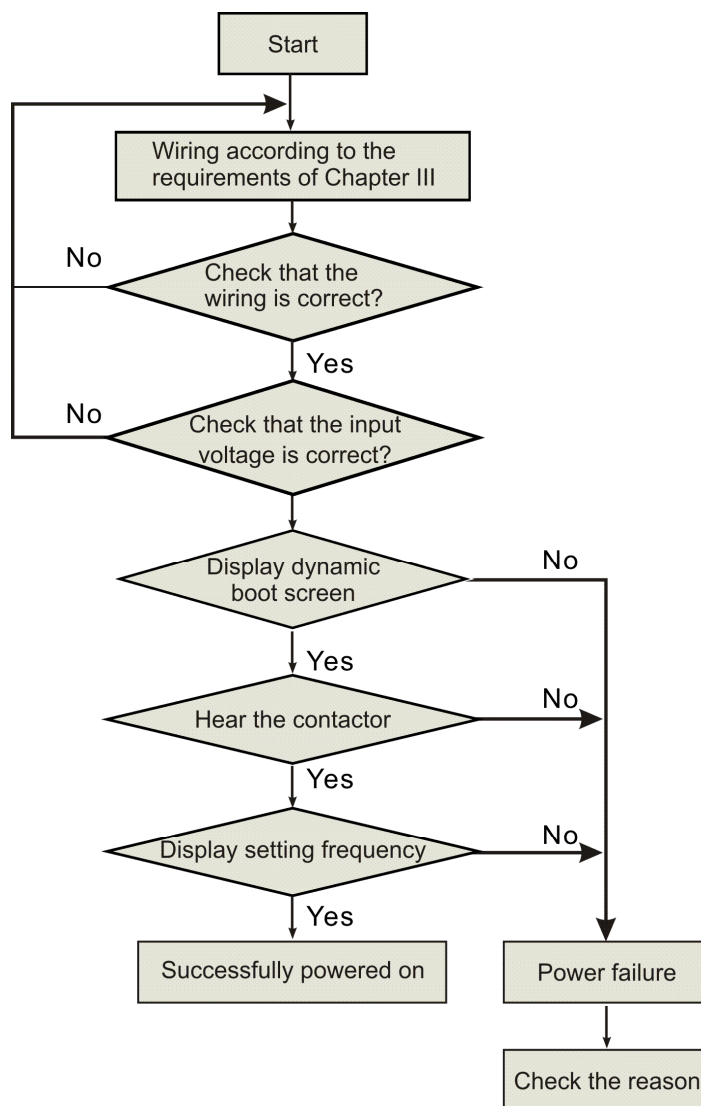 Start
Wiring according to the
requirements of Chapter III
No
Check that the
wiring is correct?
Yes
No
Check that the input
voltage is correct?
Display dynamic
boot screen
No
Yes
Hear the contactor
No
Yes
Display setting frequency
No
Yes
Successfully powered on
Power failure
Check the reason